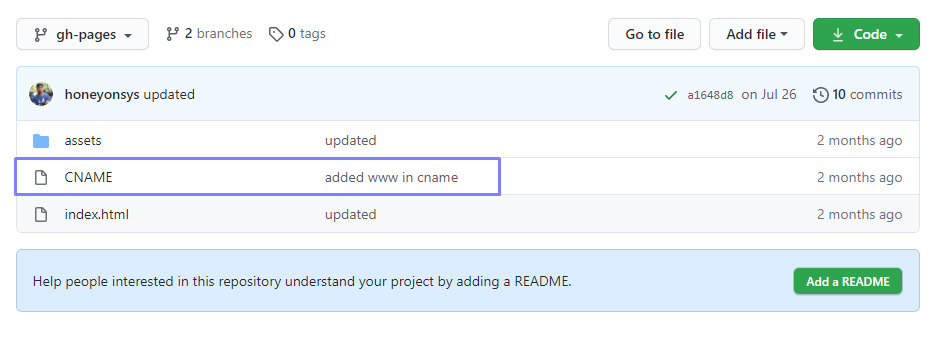 gh-pages 2 branches 0 tags Go to file Add file Code
honeyonsys updated a1648d8 on Jul 26 10 commits
assets updated 2 months ago
CNAME added www in cname 2 months ago
index.html updated 2 months ago
Help people interested in this repository understand your project by adding a README. Add a README